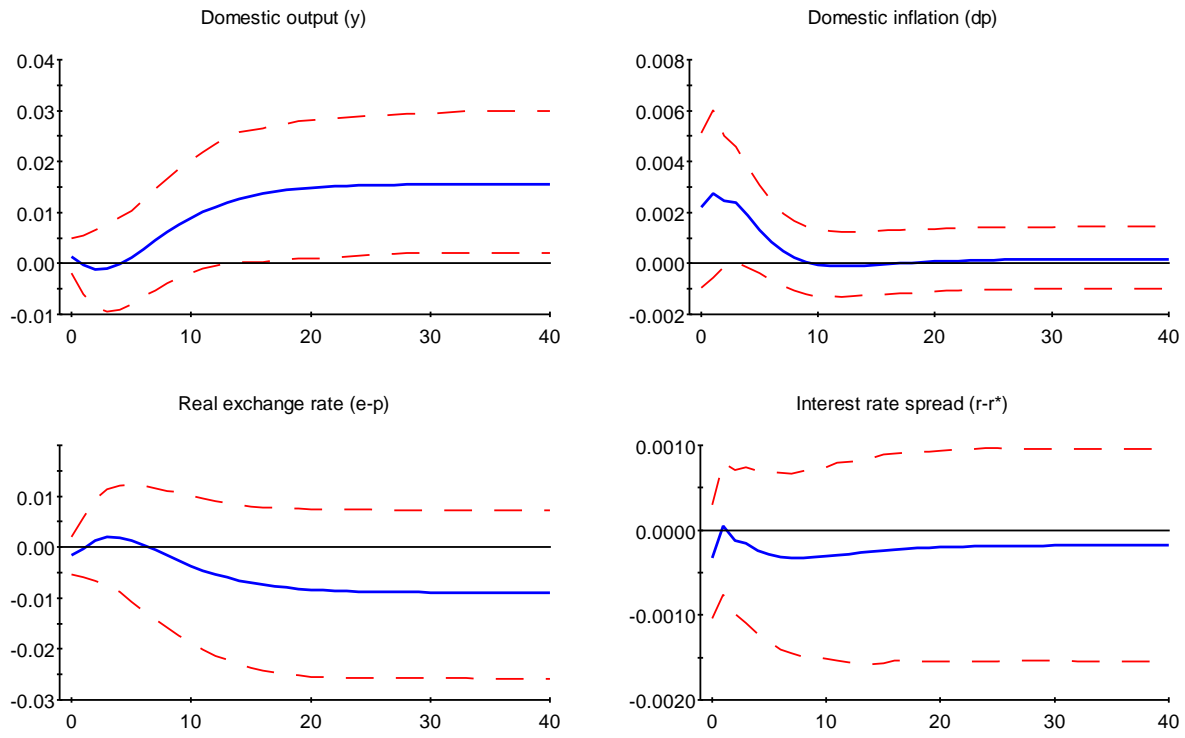 Domestic output (y)
0.04
0.03
0.02
0.01
0.00
-0.01
0 10 20 30 40
Domestic inflation (dp)
0.008
0.006
0.004
0.002
0.000
-0.002
0 10 20 30 40
Real exchange rate (e-p)
0.01
0.00
-0.01
-0.02
-0.03
0 10 20 30 40
Interest rate spread (r-r*)
0.0010
0.0000
-0.0010
-0.0020
0 10 20 30 40